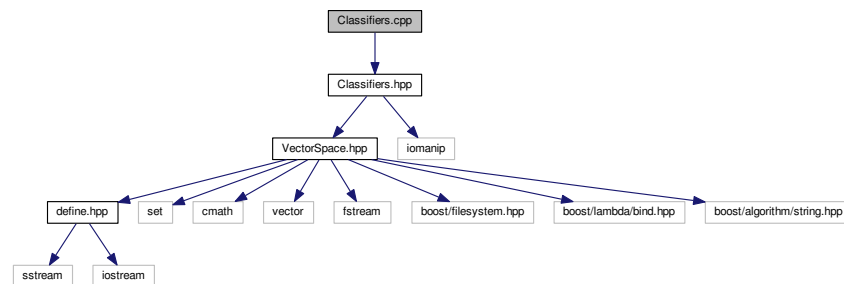 Classifiers.cpp
Classifiers.hpp
VectorSpace.hpp
iomanip
define.hpp
set
cmath
vector
fstream
boost/filesystem.hpp
boost/lambda/bind.hpp
boost/algorithm/string.hpp
sstream
iostream